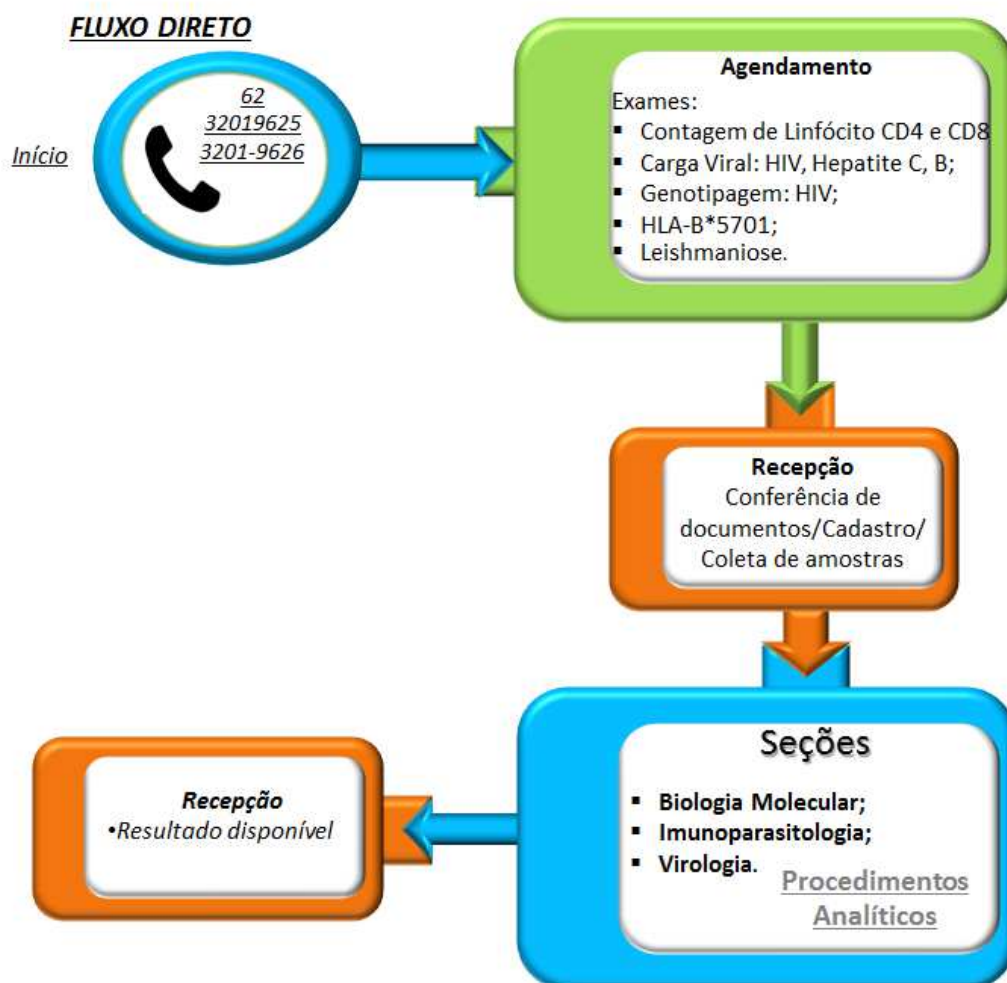 FLUXO DIRETO
Início
62
32019625
3201-9626
Agendamento
Exames:
▪ Contagem de Linfócito CD4 e CD8
▪ Carga Viral: HIV, Hepatite C, B;
▪ Genotipagem: HIV;
▪ HLA-B*5701;
▪ Leishmaniose.
Recepção
Conferência de
documentos/Cadastro/
Coleta de amostras
Seções
▪ Biologia Molecular;
▪ Imunoparasitologia;
▪ Virologia.
Procedimentos
Analíticos
Recepção
•Resultado disponível